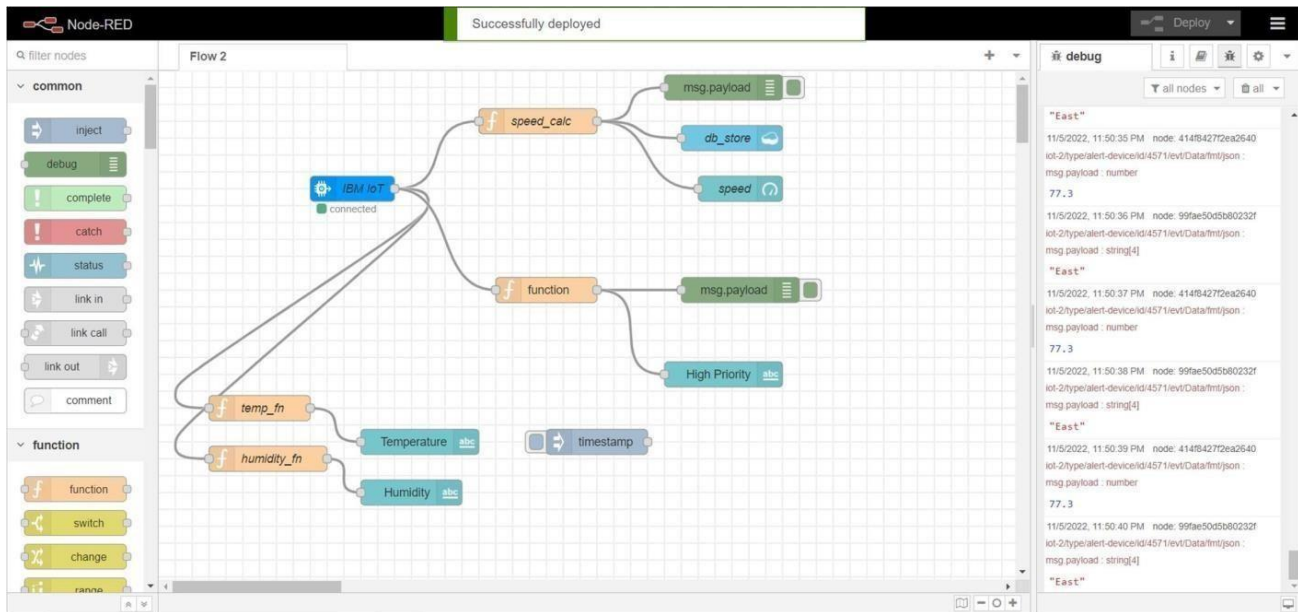 Node-RED
Successfully deployed
Deploy
filter nodes
Flow 2
common
inject
debug
complete
catch
status
link in
link call
link out
comment
function
function
switch
change
range
speed_calc
msg.payload
db_store
speed
IBM IoT
connected
function
msg.payload
High Priority
abc
temp_fn
Temperature
abc
timestamp
humidity_fn
Humidity
abc
debug
i
all nodes
all
"East"
11/5/2022, 11:50:35 PM node: 414f8427f2ea2640
iot-2/type/alert-device/id/4571/evt/Data/fmt/json :
msg.payload : number
77.3
11/5/2022, 11:50:36 PM node: 99fae50d5b80232f
iot-2/type/alert-device/id/4571/evt/Data/fmt/json :
msg.payload : string[4]
"East"
11/5/2022, 11:50:37 PM node: 414f8427f2ea2640
iot-2/type/alert-device/id/4571/evt/Data/fmt/json :
msg.payload : number
77.3
11/5/2022, 11:50:38 PM node: 99fae50d5b80232f
iot-2/type/alert-device/id/4571/evt/Data/fmt/json :
msg.payload : string[4]
"East"
11/5/2022, 11:50:39 PM node: 414f8427f2ea2640
iot-2/type/alert-device/id/4571/evt/Data/fmt/json :
msg.payload : number
77.3
11/5/2022, 11:50:40 PM node: 99fae50d5b80232f
iot-2/type/alert-device/id/4571/evt/Data/fmt/json :
msg.payload : string[4]
"East"